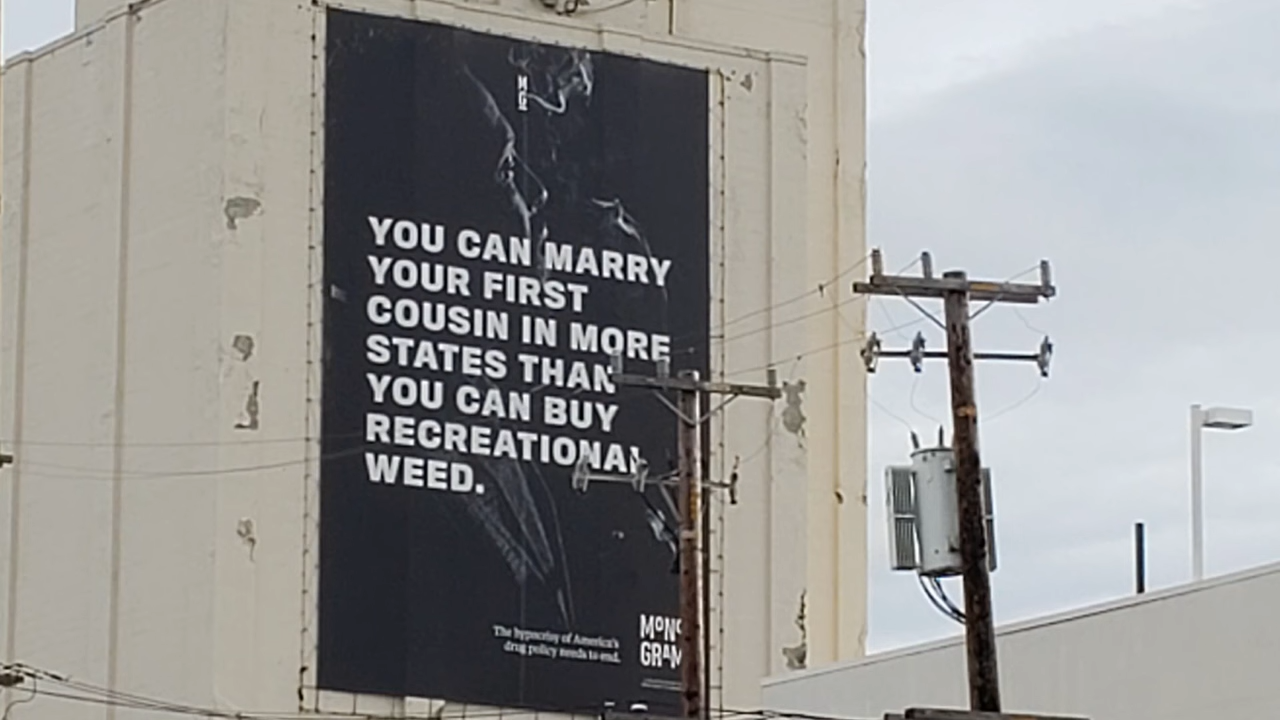 YOU CAN MARRY
YOUR FIRST
COUSIN IN MORE
STATES THAN
YOU CAN BUY
RECREATIONAL
WEED.
The hypocrisy of America's
drug policy needs to end.
MONO
GRAM